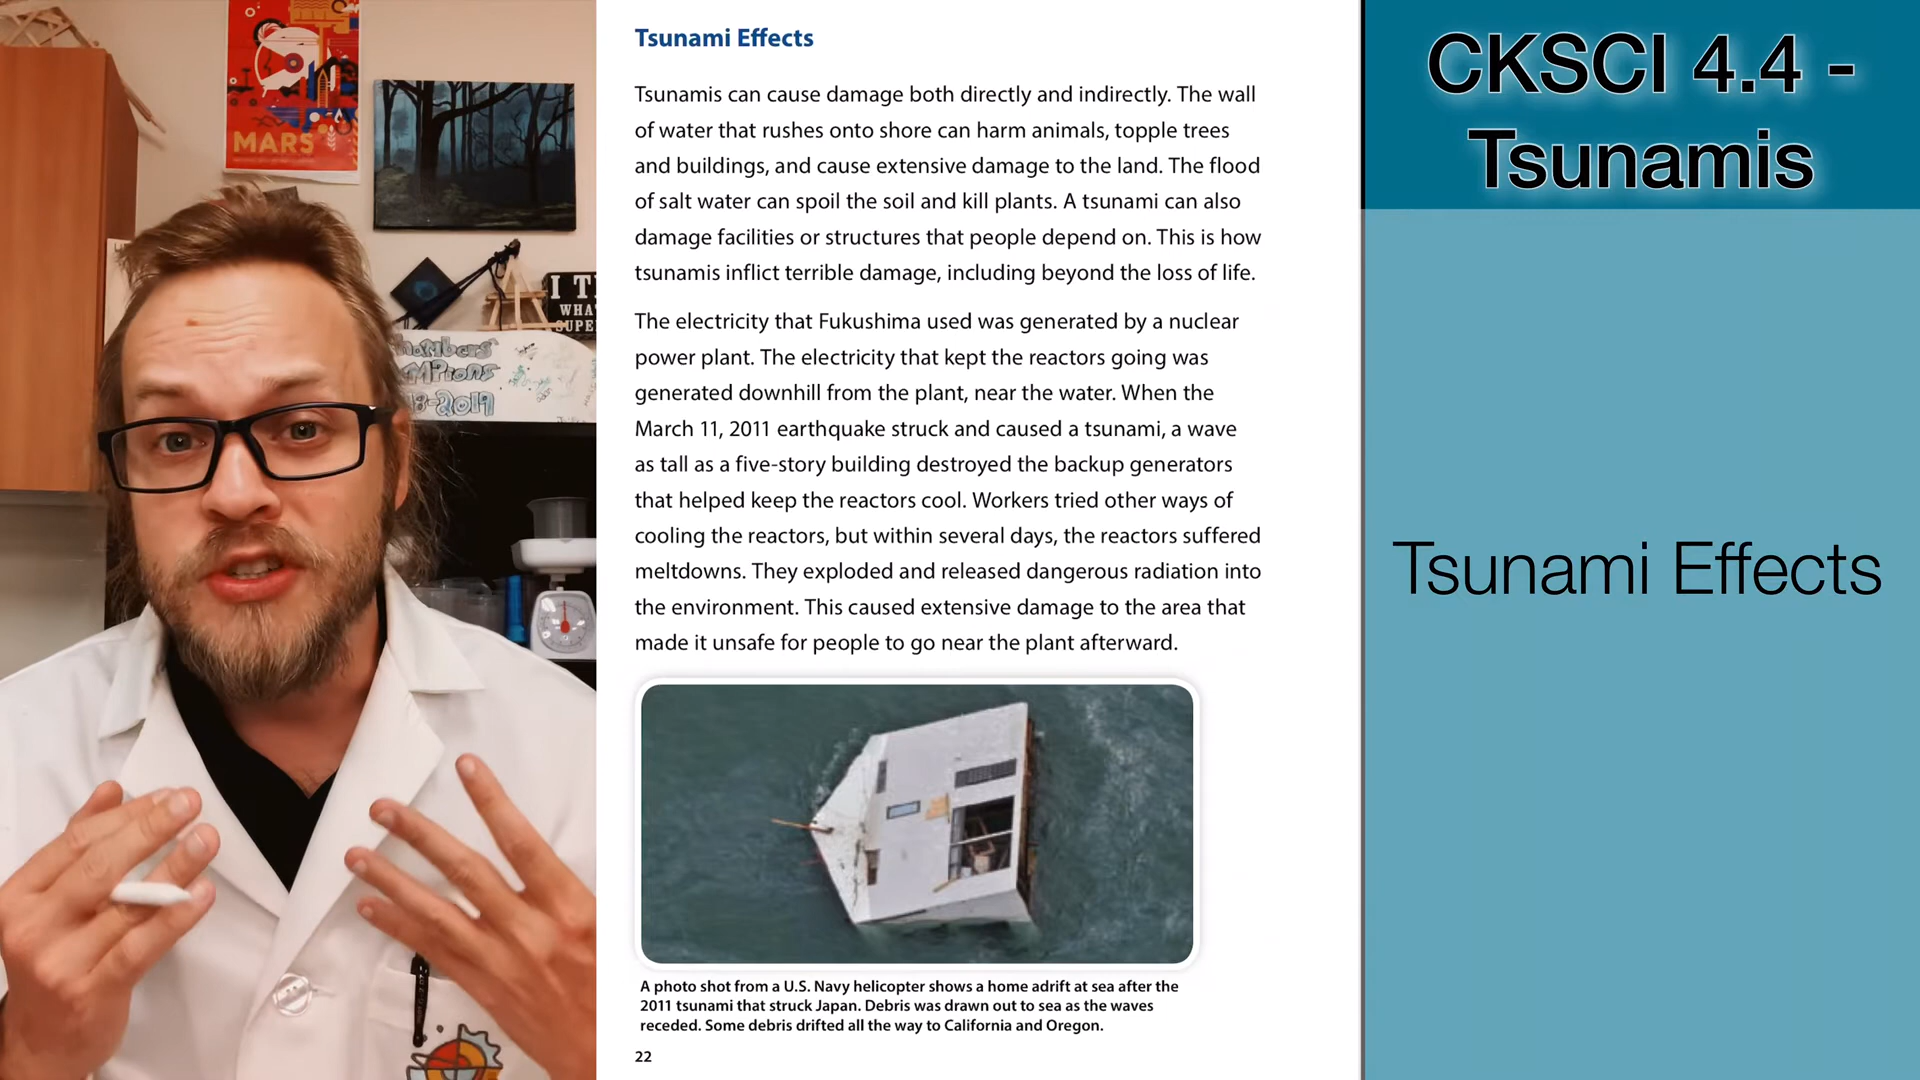 MARS
I T
WHA
SUPE
hambers'
8-2019
Tsunami Effects
Tsunamis can cause damage both directly and indirectly. The wall
of water that rushes onto shore can harm animals, topple trees
and buildings, and cause extensive damage to the land. The flood
of salt water can spoil the soil and kill plants. A tsunami can also
damage facilities or structures that people depend on. This is how
tsunamis inflict terrible damage, including beyond the loss of life.
The electricity that Fukushima used was generated by a nuclear
power plant. The electricity that kept the reactors going was
generated downhill from the plant, near the water. When the
March 11, 2011 earthquake struck and caused a tsunami, a wave
as tall as a five-story building destroyed the backup generators
that helped keep the reactors cool. Workers tried other ways of
cooling the reactors, but within several days, the reactors suffered
meltdowns. They exploded and released dangerous radiation into
the environment. This caused extensive damage to the area that
made it unsafe for people to go near the plant afterward.
A photo shot from a U.S. Navy helicopter shows a home adrift at sea after the
2011 tsunami that struck Japan. Debris was drawn out to sea as the waves
receded. Some debris drifted all the way to California and Oregon.
22
CKSCI 4.4 -
Tsunamis
Tsunami Effects